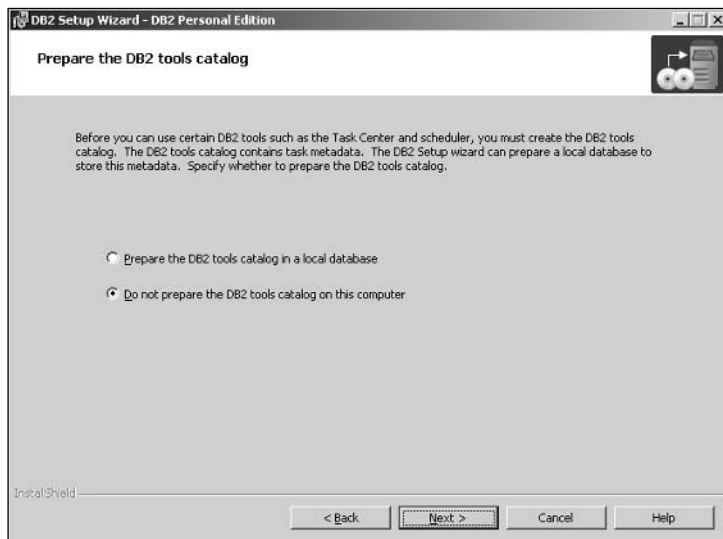 DB2 Setup Wizard - DB2 Personal Edition
Prepare the DB2 tools catalog
Before you can use certain DB2 tools such as the Task Center and scheduler, you must create the DB2 tools
catalog. The DB2 tools catalog contains task metadata. The DB2 Setup wizard can prepare a local database to
store this metadata. Specify whether to prepare the DB2 tools catalog.
Prepare the DB2 tools catalog in a local database
Do not prepare the DB2 tools catalog on this computer
InstallShield
< Back
Next >
Cancel
Help